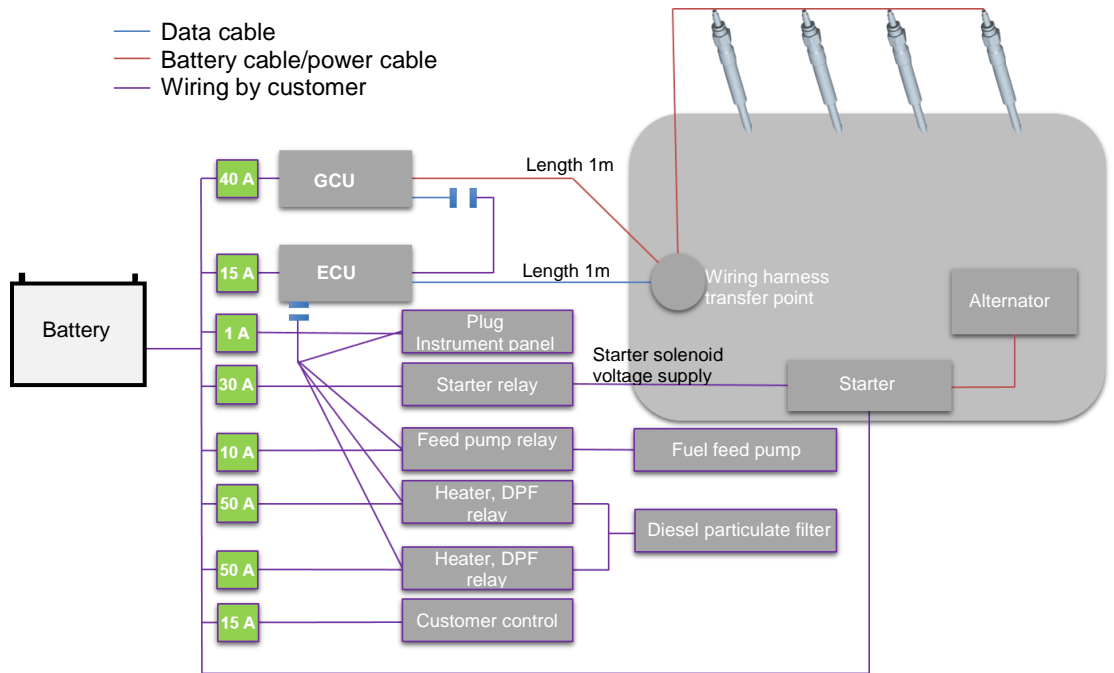 Data cable
Battery cable/power cable
Wiring by customer
Length 1m
40 A
GCU
15 A
ECU
Length 1m
Wiring harness
transfer point
Alternator
Battery
1 A
Plug
Instrument panel
Starter solenoid
voltage supply
30 A
Starter relay
Starter
10 A
Feed pump relay
Fuel feed pump
50 A
Heater, DPF
relay
Diesel particulate filter
50 A
Heater, DPF
relay
15 A
Customer control